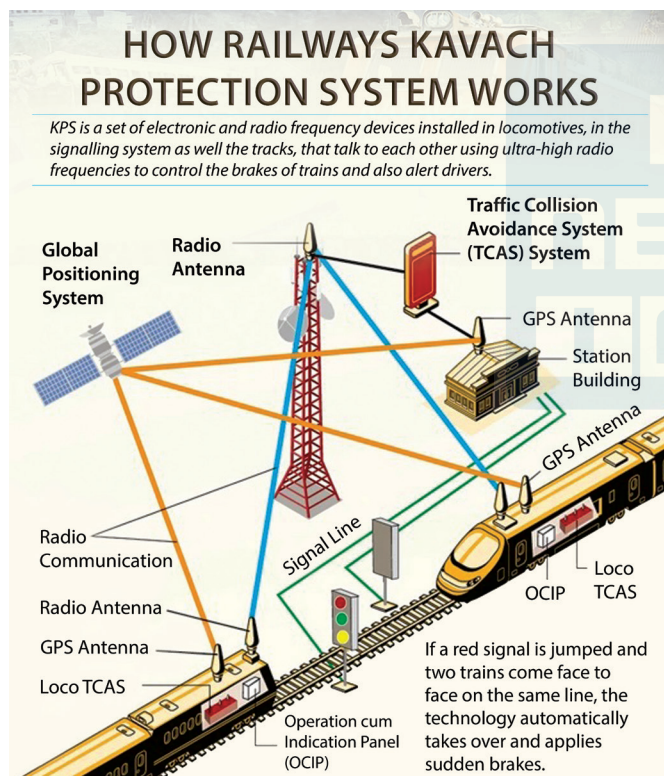 HOW RAILWAYS KAVACH
PROTECTION SYSTEM WORKS
KPS is a set of electronic and radio frequency devices installed in locomotives, in the
signalling system as well the tracks, that talk to each other using ultra-high radio
frequencies to control the brakes of trains and also alert drivers.
Global
Positioning
System
Radio
Antenna
Traffic Collision
Avoidance System
(TCAS) System
GPS Antenna
Station
Building
GPS Antenna
Signal Line
Radio
Communication
OCIP
Loco
TCAS
Radio Antenna
GPS Antenna
Loco TCAS
Operation cum
Indication Panel
(OCIP)
If a red signal is jumped and
two trains come face to
face on the same line, the
technology automatically
takes over and applies
sudden brakes.